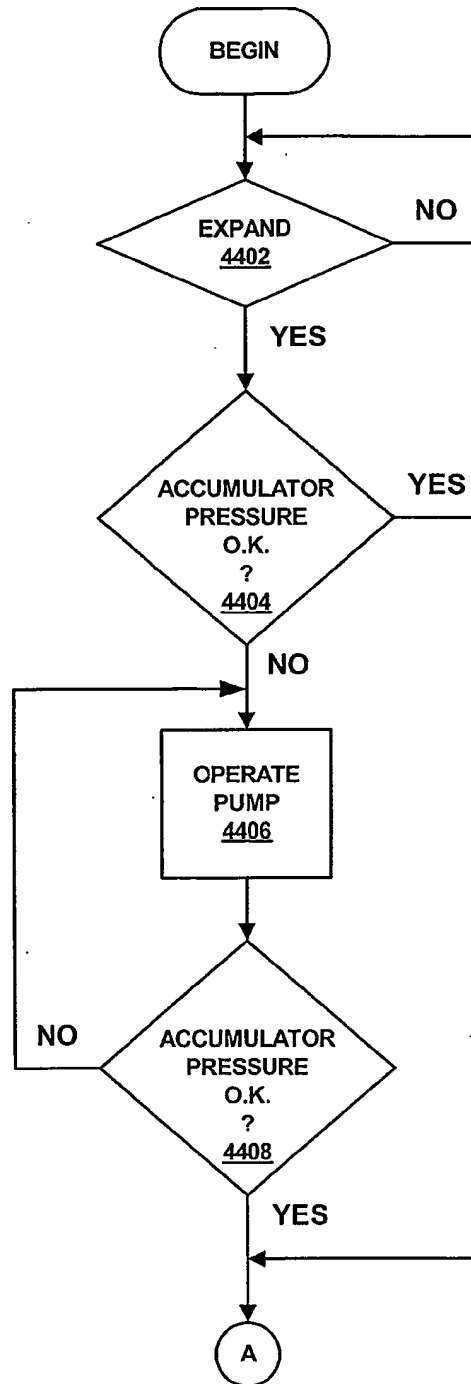 BEGIN
EXPAND
4402
NO
YES
ACCUMULATOR
PRESSURE
O.K.
?
4404
YES
NO
OPERATE
PUMP
4406
NO
ACCUMULATOR
PRESSURE
O.K.
?
4408
YES
A